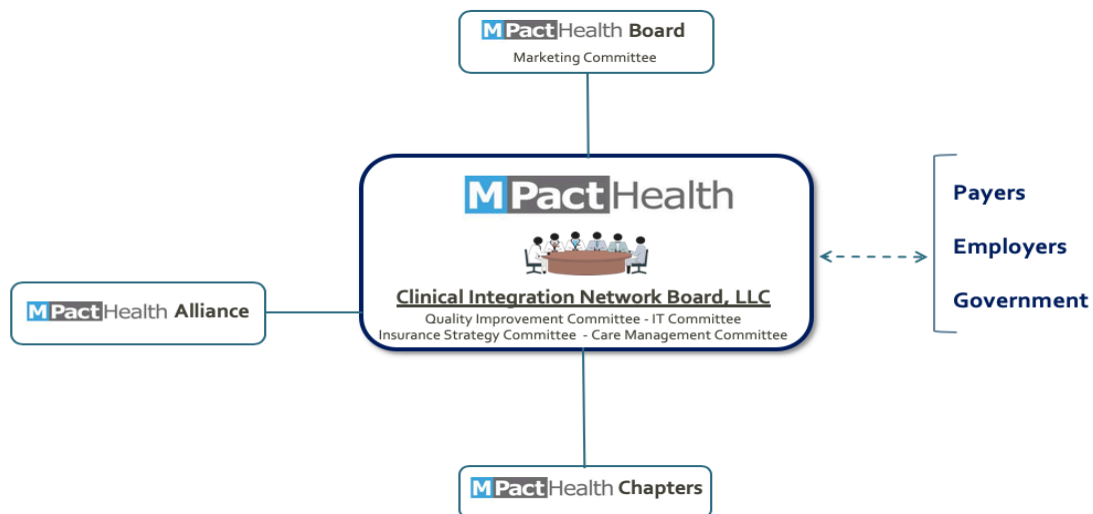 MPactHealth Board
Marketing Committee
MPactHealth
Clinical Integration Network Board, LLC
Quality Improvement Committee - IT Committee
Insurance Strategy Committee - Care Management Committee
Payers
Employers
Government
MPactHealth Alliance
MPactHealth Chapters